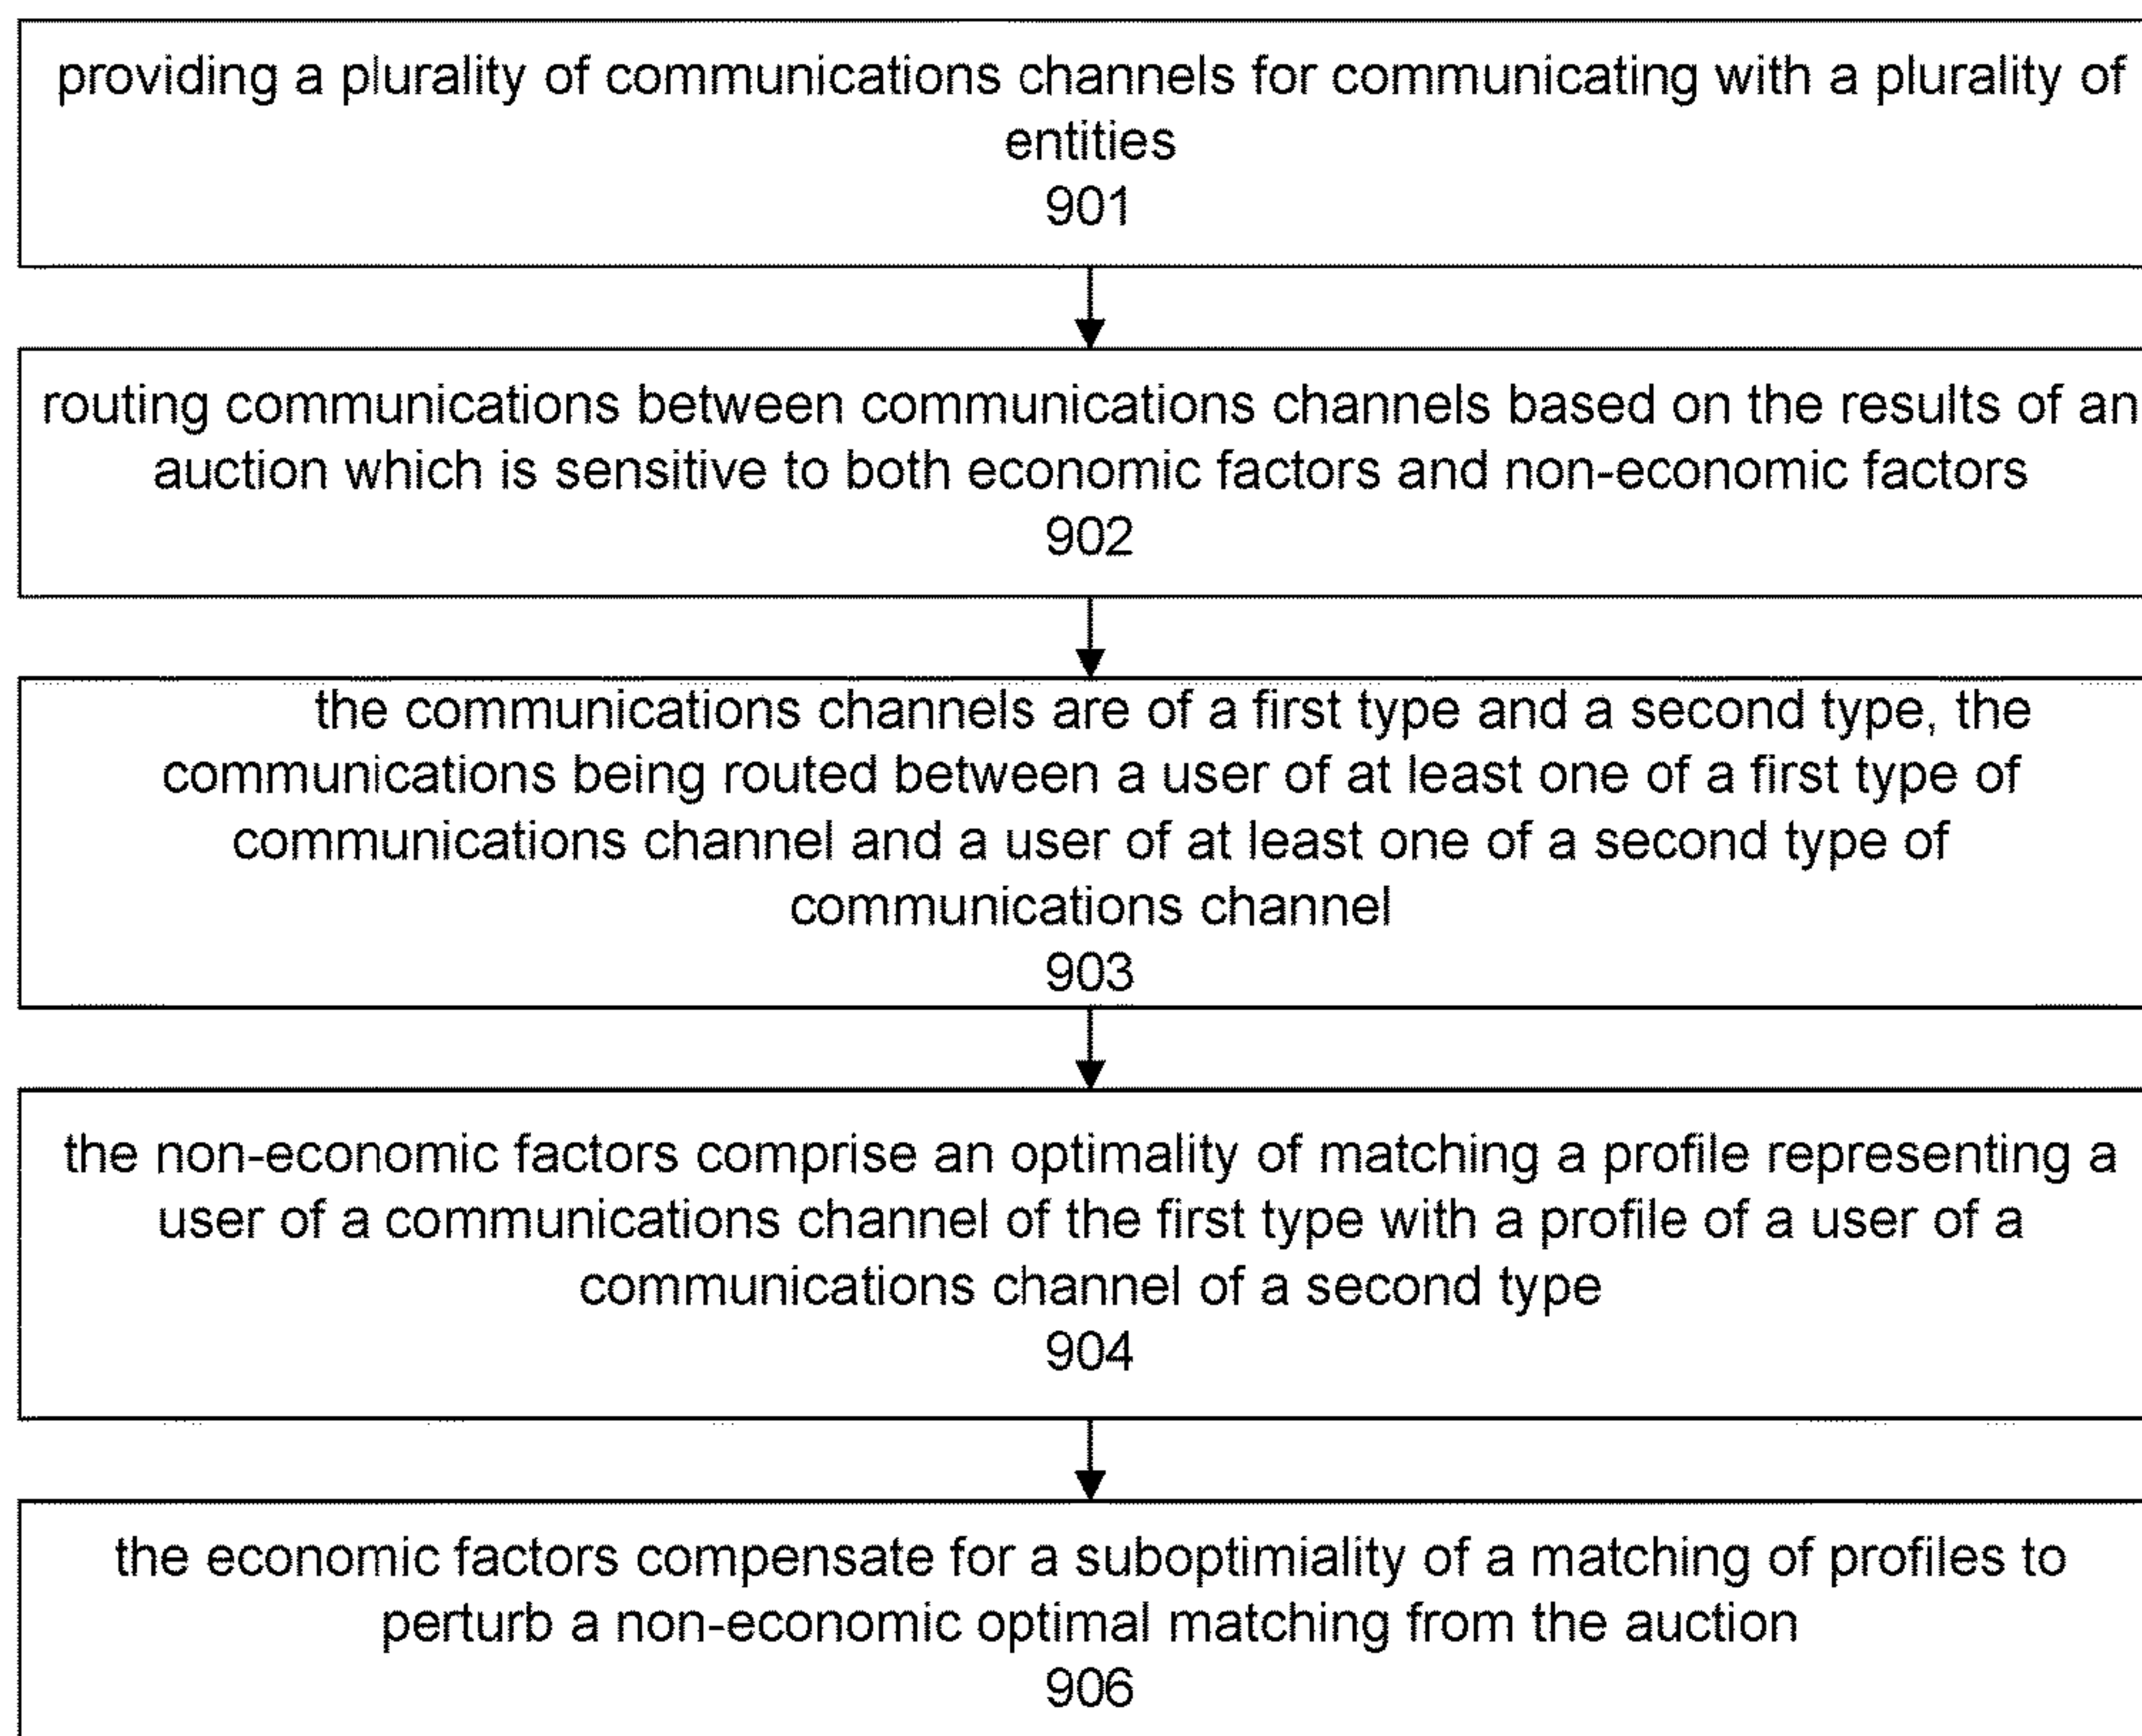 providing a plurality of communications channels for communicating with a plurality of
entities
901
routing communications between communications channels based on the results of an
auction which is sensitive to both economic factors and non-economic factors
902
the communications channels are of a first type and a second type, the
communications being routed between a user of at least one of a first type of
communications channel and a user of at least one of a second type of
communications channel
903
the non-economic factors comprise an optimality of matching a profile representing a
user of a communications channel of the first type with a profile of a user of a
communications channel of a second type
904
the economic factors compensate for a suboptimiality of a matching of profiles to
perturb a non-economic optimal matching from the auction
906